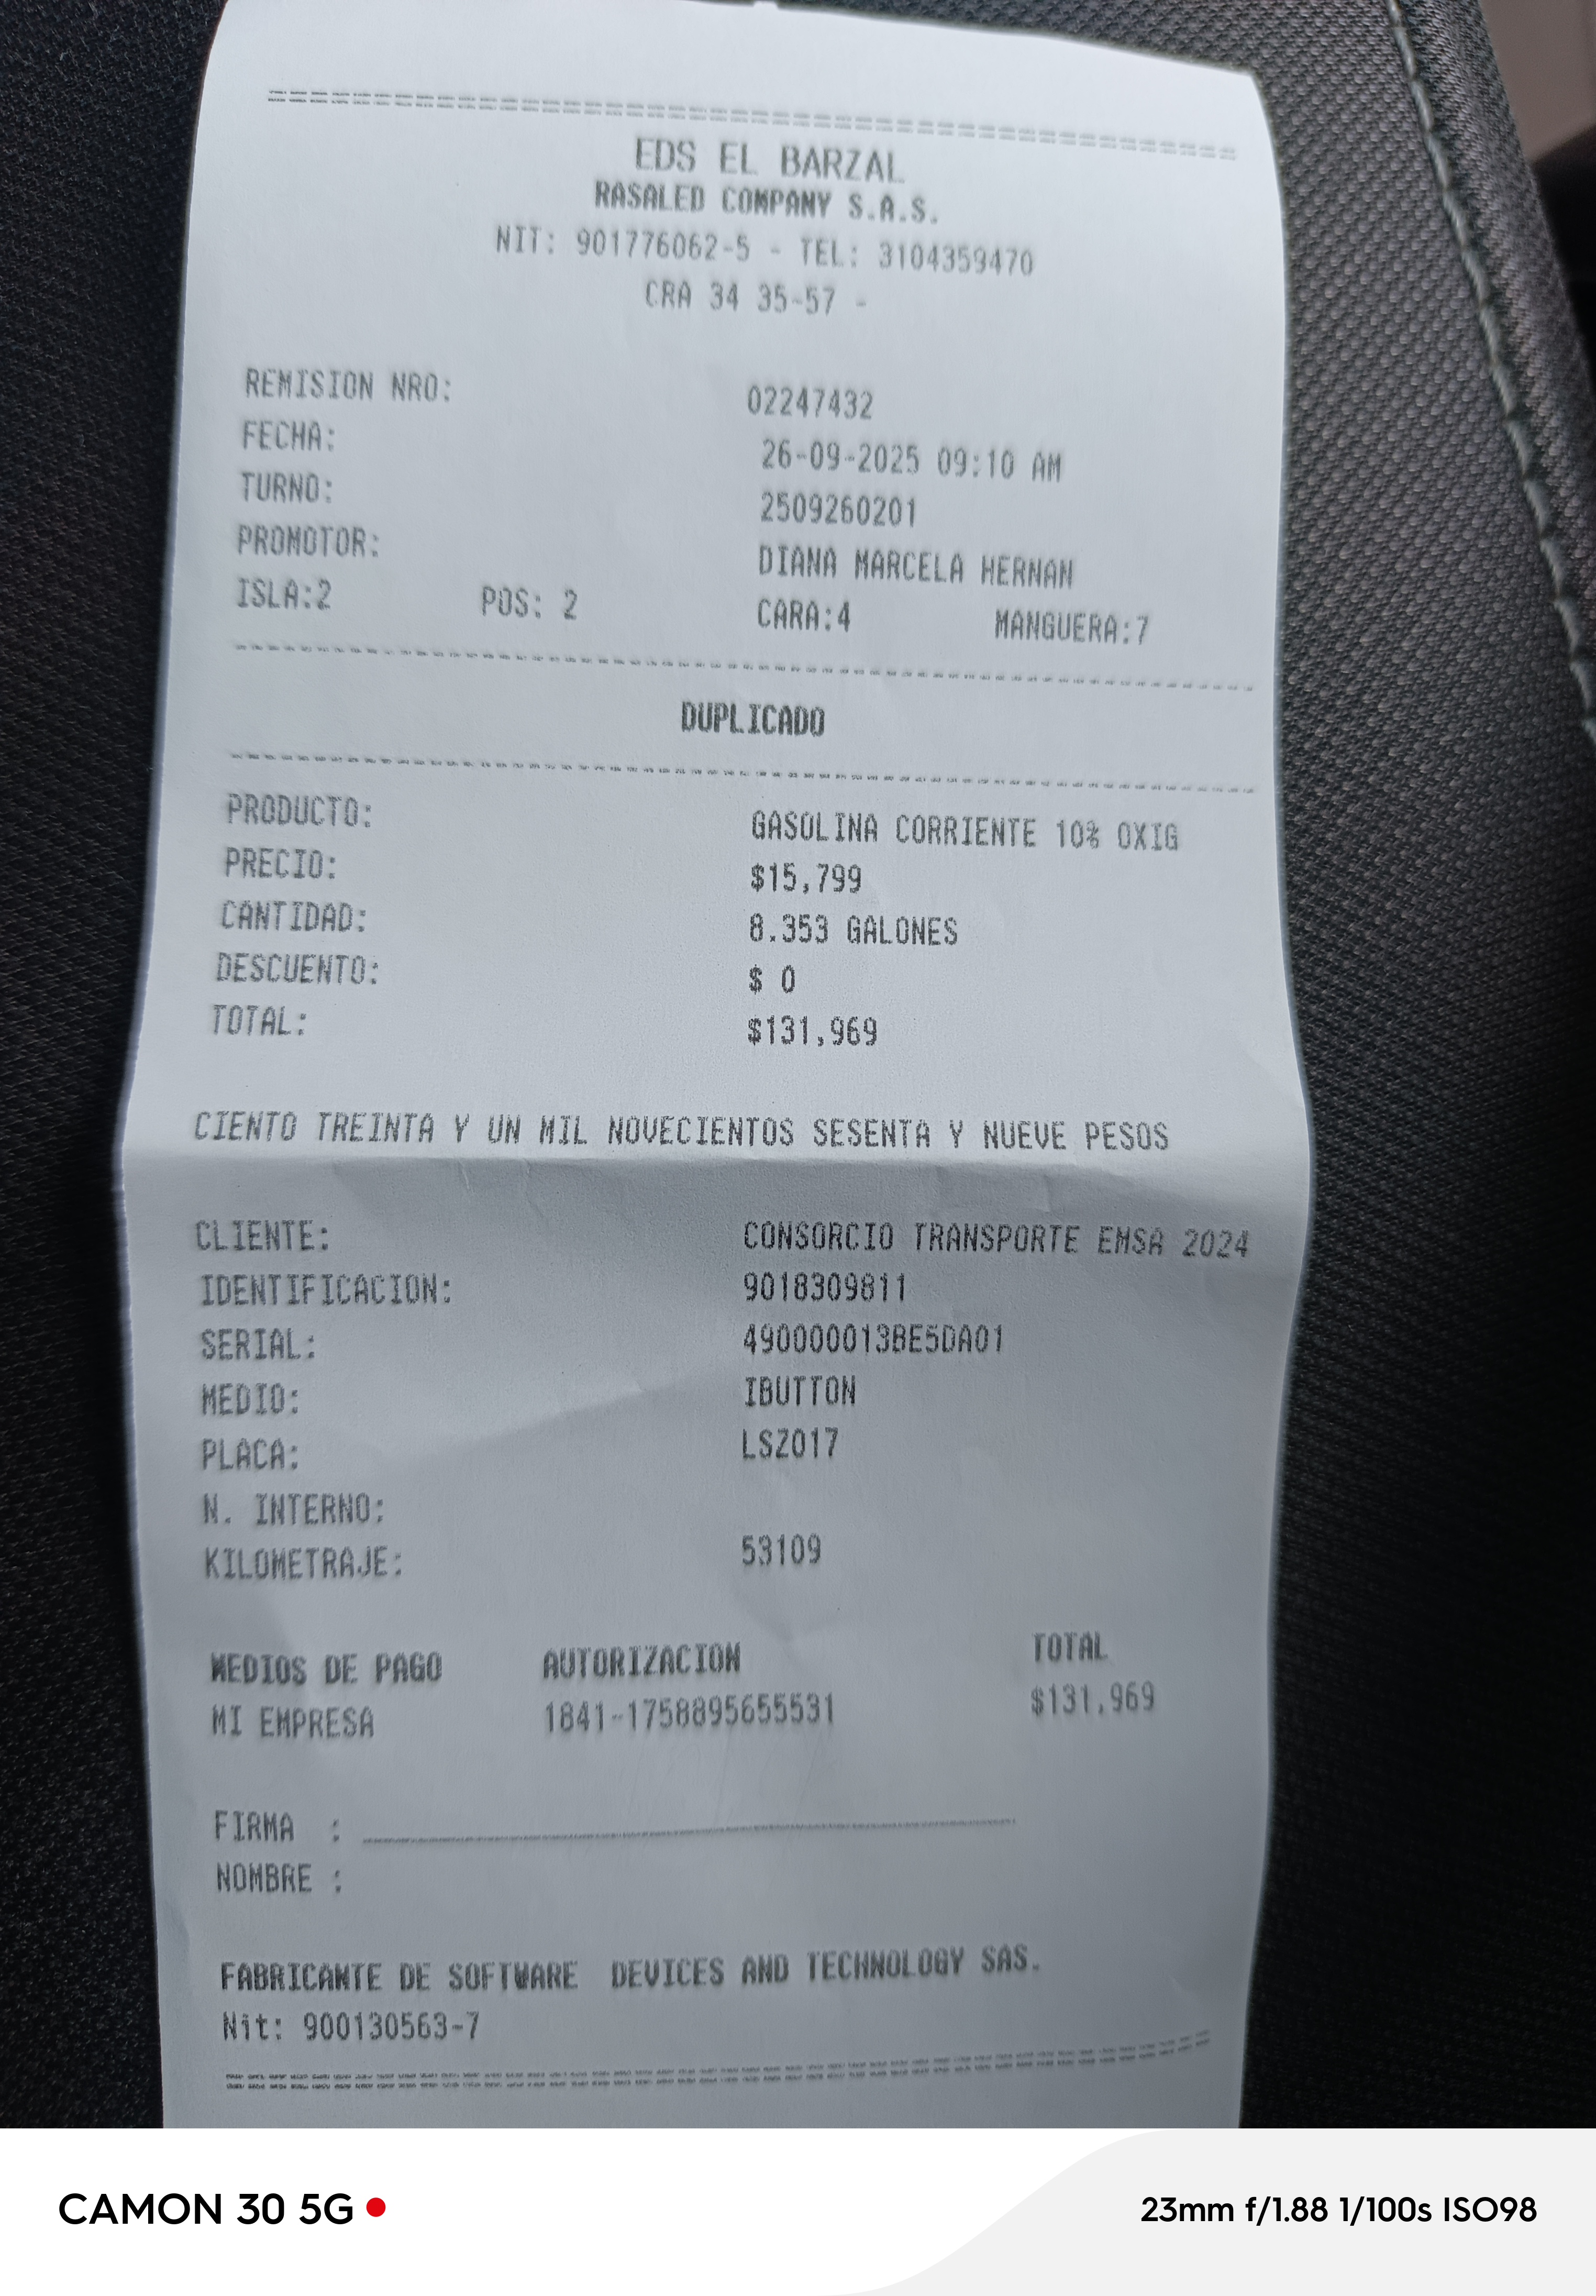 EDS EL BARZAL
RASALED COMPANY S.A.S.
NIT: 901776062-5 - TEL: 3104359470
CRA 34 35-57 -
REMISION NRO: 02247432
FECHA: 26-09-2025 09:10 AM
TURNO: 2509260201
PROMOTOR: DIANA MARCELA HERNAN
ISLA:2 POS: 2 CARA:4 MANGUERA:7
DUPLICADO
PRODUCTO: GASOLINA CORRIENTE 10% OXIG
PRECIO: $15,799
CANTIDAD: 8.353 GALONES
DESCUENTO: $ 0
TOTAL: $131,969
CIENTO TREINTA Y UN MIL NOVECIENTOS SESENTA Y NUEVE PESOS
CLIENTE: CONSORCIO TRANSPORTE EMSA 2024
IDENTIFICACION: 9018309811
SERIAL: 490000013BE5DA01
MEDIO: IBUTTON
PLACA: LSZ017
N. INTERNO:
KILOMETRAJE: 53109
MEDIOS DE PAGO AUTORIZACION TOTAL
MI EMPRESA 1841-1758895655531 $131,969
FIRMA :
NOMBRE :
FABRICANTE DE SOFTWARE DEVICES AND TECHNOLOGY SAS.
Nit: 900130563-7
CAMON 30 5G
23mm f/1.88 1/100s ISO98